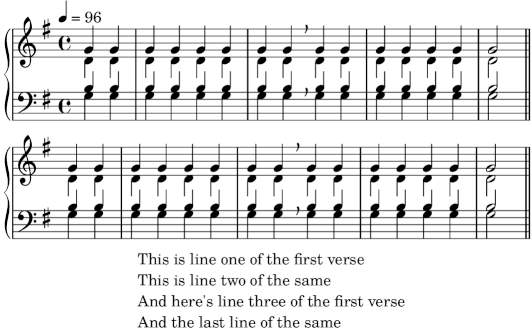 = 96
This is line one of the first verse
This is line two of the same
And here's line three of the first verse
And the last line of the same